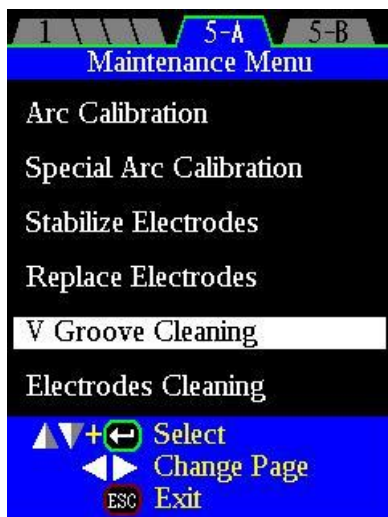 1 5-A 5-B
Maintenance Menu
Arc Calibration
Special Arc Calibration
Stabilize Electrodes
Replace Electrodes
V Groove Cleaning
Electrodes Cleaning
+ Select
Change Page
ESC Exit